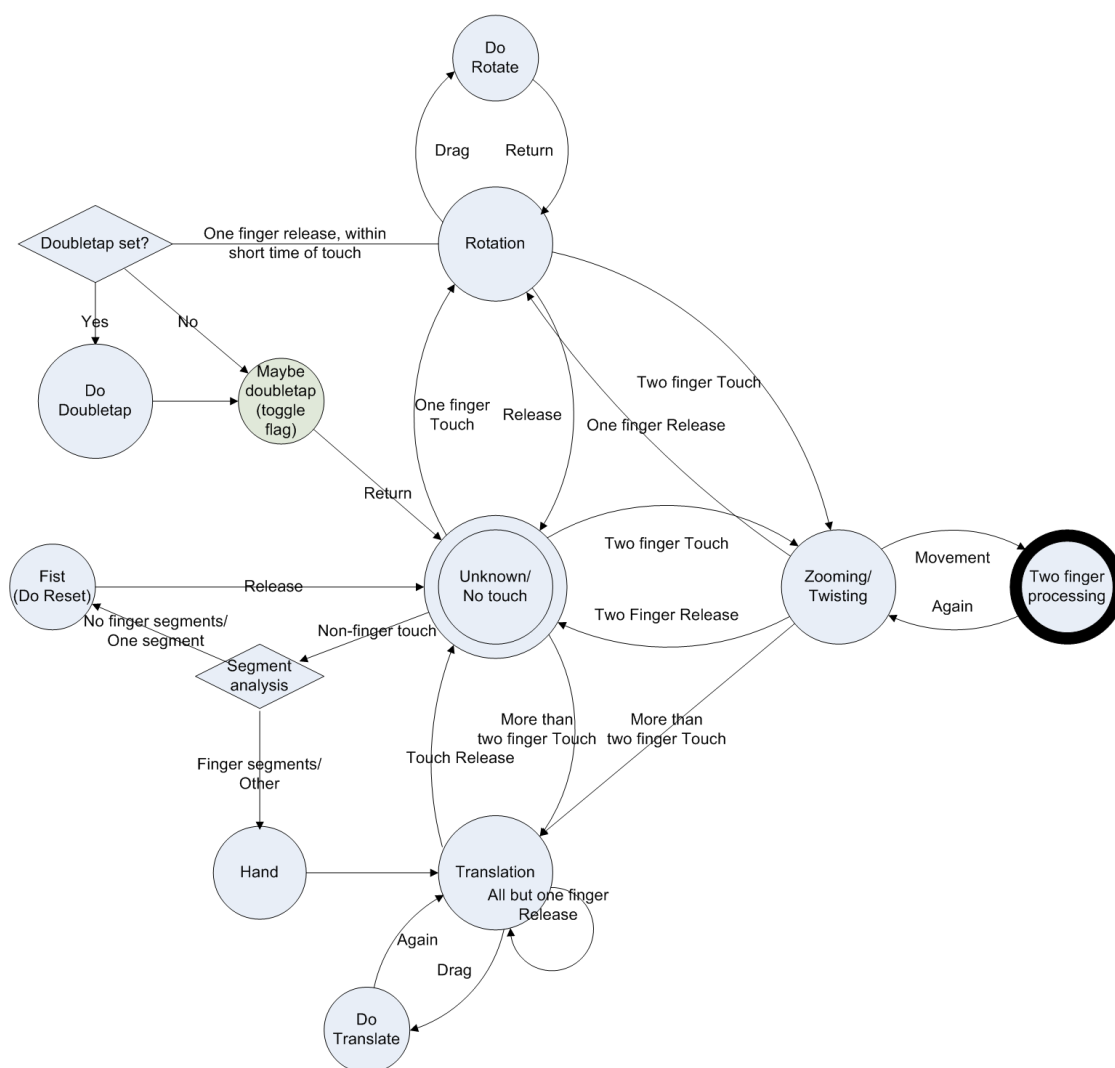 Do
Rotate
Drag
Return
Doubletap set?
One finger release, within
short time of touch
Rotation
Yes
No
Do
Doubletap
Maybe
doubletap
(toggle
flag)
One finger
Touch
Release
Two finger Touch
One finger Release
Return
Fist
(Do Reset)
Release
Unknown/
No touch
Two finger Touch
Two Finger Release
Zooming/
Twisting
Movement
Again
Two finger
processing
No finger segments/
One segment
Non-finger touch
Segment
analysis
Finger segments/
Other
Touch Release
More than
two finger Touch
More than
two finger Touch
Hand
Translation
All but one finger
Release
Again
Drag
Do
Translate